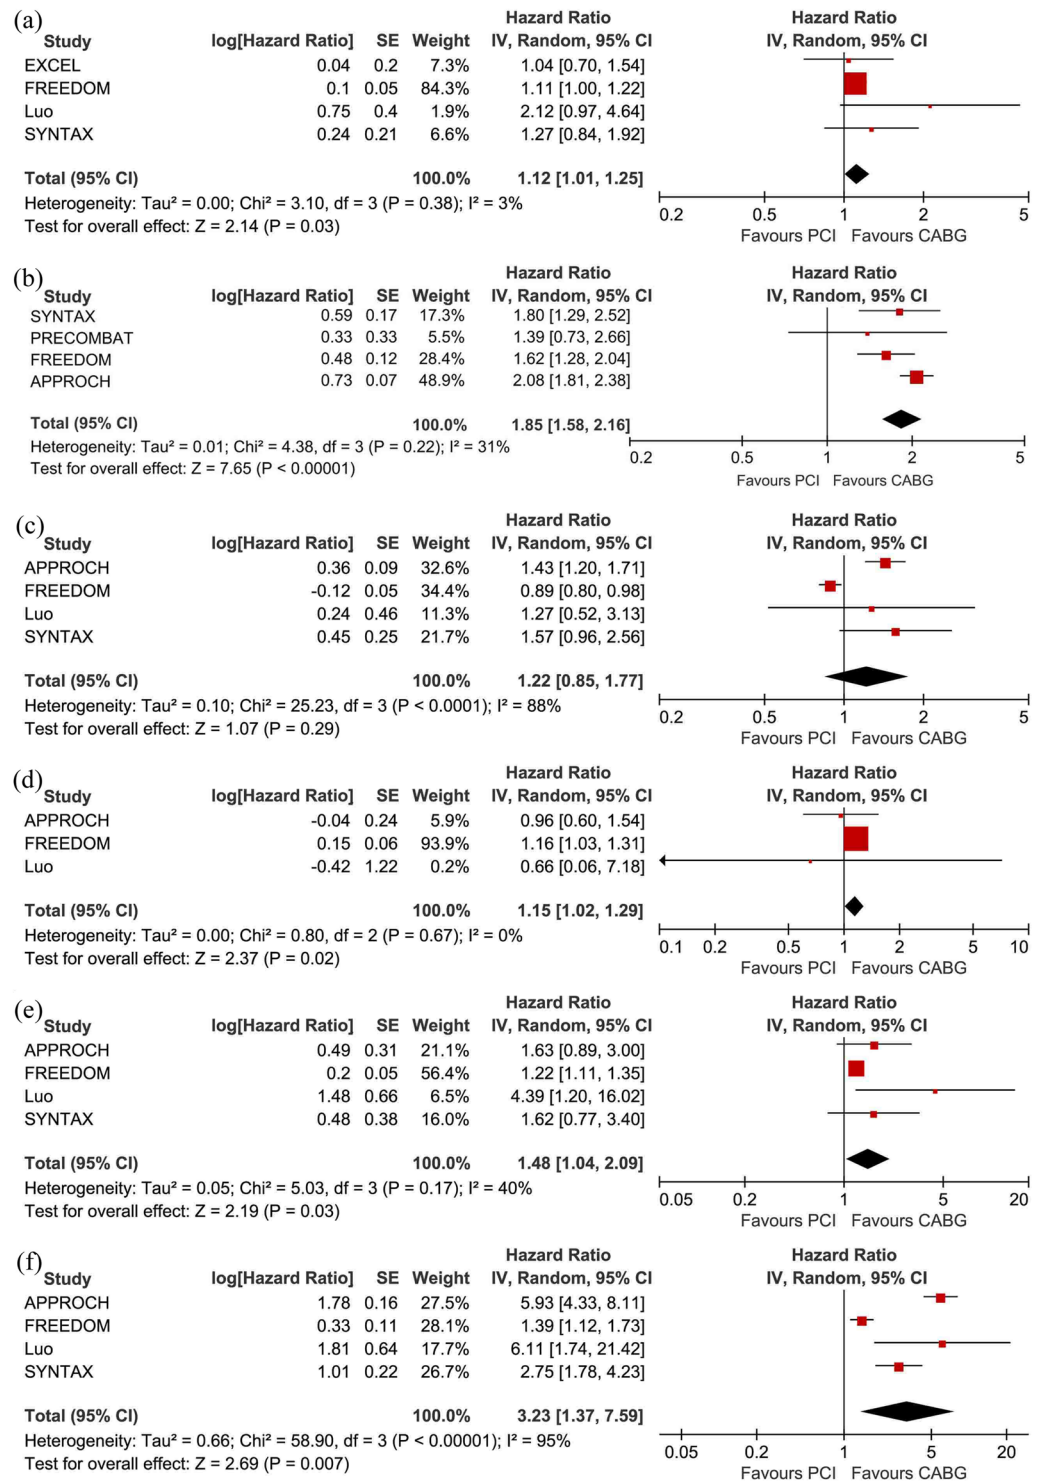 (a) Hazard Ratio Hazard Ratio
Study log[Hazard Ratio] SE Weight IV, Random, 95% CI IV, Random, 95% CI
EXCEL 0.04 0.2 7.3% 1.04 [0.70, 1.54]
FREEDOM 0.1 0.05 84.3% 1.11 [1.00, 1.22]
Luo 0.75 0.4 1.9% 2.12 [0.97, 4.64]
SYNTAX 0.24 0.21 6.6% 1.27 [0.84, 1.92]
Total (95% CI) 100.0% 1.12 [1.01, 1.25]
Heterogeneity: Tau² = 0.00; Chi² = 3.10, df = 3 (P = 0.38); I² = 3%
0.2 0.5 1 2 5
Test for overall effect: Z = 2.14 (P = 0.03)
Favours PCI Favours CABG
(b) Hazard Ratio Hazard Ratio
Study log[Hazard Ratio] SE Weight IV, Random, 95% CI IV, Random, 95% CI
SYNTAX 0.59 0.17 17.3% 1.80 [1.29, 2.52]
PRECOMBAT 0.33 0.33 5.5% 1.39 [0.73, 2.66]
FREEDOM 0.48 0.12 28.4% 1.62 [1.28, 2.04]
APPROCH 0.73 0.07 48.9% 2.08 [1.81, 2.38]
Total (95% CI) 100.0% 1.85 [1.58, 2.16]
Heterogeneity: Tau² = 0.01; Chi² = 4.38, df = 3 (P = 0.22); I² = 31%
0.2 0.5 1 2 5
Test for overall effect: Z = 7.65 (P < 0.00001)
Favours PCI Favours CABG
(c) Hazard Ratio Hazard Ratio
Study log[Hazard Ratio] SE Weight IV, Random, 95% CI IV, Random, 95% CI
APPROCH 0.36 0.09 32.6% 1.43 [1.20, 1.71]
FREEDOM -0.12 0.05 34.4% 0.89 [0.80, 0.98]
Luo 0.24 0.46 11.3% 1.27 [0.52, 3.13]
SYNTAX 0.45 0.25 21.7% 1.57 [0.96, 2.56]
Total (95% CI) 100.0% 1.22 [0.85, 1.77]
Heterogeneity: Tau² = 0.10; Chi² = 25.23, df = 3 (P < 0.0001); I² = 88%
0.2 0.5 1 2 5
Test for overall effect: Z = 1.07 (P = 0.29)
Favours PCI Favours CABG
(d) Hazard Ratio Hazard Ratio
Study log[Hazard Ratio] SE Weight IV, Random, 95% CI IV, Random, 95% CI
APPROCH -0.04 0.24 5.9% 0.96 [0.60, 1.54]
FREEDOM 0.15 0.06 93.9% 1.16 [1.03, 1.31]
Luo -0.42 1.22 0.2% 0.66 [0.06, 7.18]
Total (95% CI) 100.0% 1.15 [1.02, 1.29]
Heterogeneity: Tau² = 0.00; Chi² = 0.80, df = 2 (P = 0.67); I² = 0%
0.1 0.2 0.5 1 2 5 10
Test for overall effect: Z = 2.37 (P = 0.02)
Favours PCI Favours CABG
(e) Hazard Ratio Hazard Ratio
Study log[Hazard Ratio] SE Weight IV, Random, 95% CI IV, Random, 95% CI
APPROCH 0.49 0.31 21.1% 1.63 [0.89, 3.00]
FREEDOM 0.2 0.05 56.4% 1.22 [1.11, 1.35]
Luo 1.48 0.66 6.5% 4.39 [1.20, 16.02]
SYNTAX 0.48 0.38 16.0% 1.62 [0.77, 3.40]
Total (95% CI) 100.0% 1.48 [1.04, 2.09]
Heterogeneity: Tau² = 0.05; Chi² = 5.03, df = 3 (P = 0.17); I² = 40%
0.05 0.2 1 5 20
Test for overall effect: Z = 2.19 (P = 0.03)
Favours PCI Favours CABG
(f) Hazard Ratio Hazard Ratio
Study log[Hazard Ratio] SE Weight IV, Random, 95% CI IV, Random, 95% CI
APPROCH 1.78 0.16 27.5% 5.93 [4.33, 8.11]
FREEDOM 0.33 0.11 28.1% 1.39 [1.12, 1.73]
Luo 1.81 0.64 17.7% 6.11 [1.74, 21.42]
SYNTAX 1.01 0.22 26.7% 2.75 [1.78, 4.23]
Total (95% CI) 100.0% 3.23 [1.37, 7.59]
Heterogeneity: Tau² = 0.66; Chi² = 58.90, df = 3 (P < 0.00001); I² = 95%
0.05 0.2 1 5 20
Test for overall effect: Z = 2.69 (P = 0.007)
Favours PCI Favours CABG